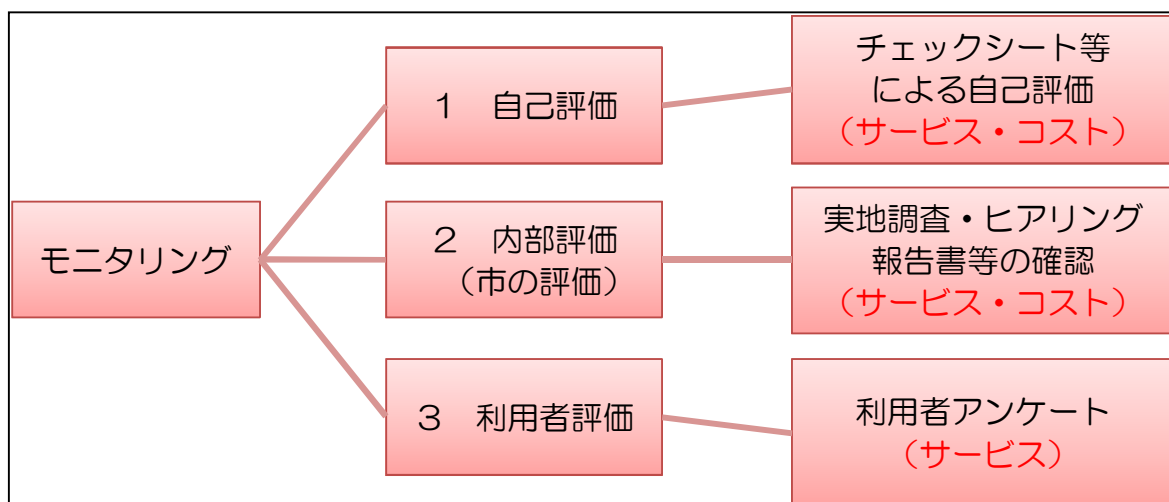 モニタリング
１　自己評価
チェックシート等
による自己評価
（サービス・コスト）
２　内部評価
（市の評価）
実地調査・ヒアリング
報告書等の確認
（サービス・コスト）
３　利用者評価
利用者アンケート
（サービス）